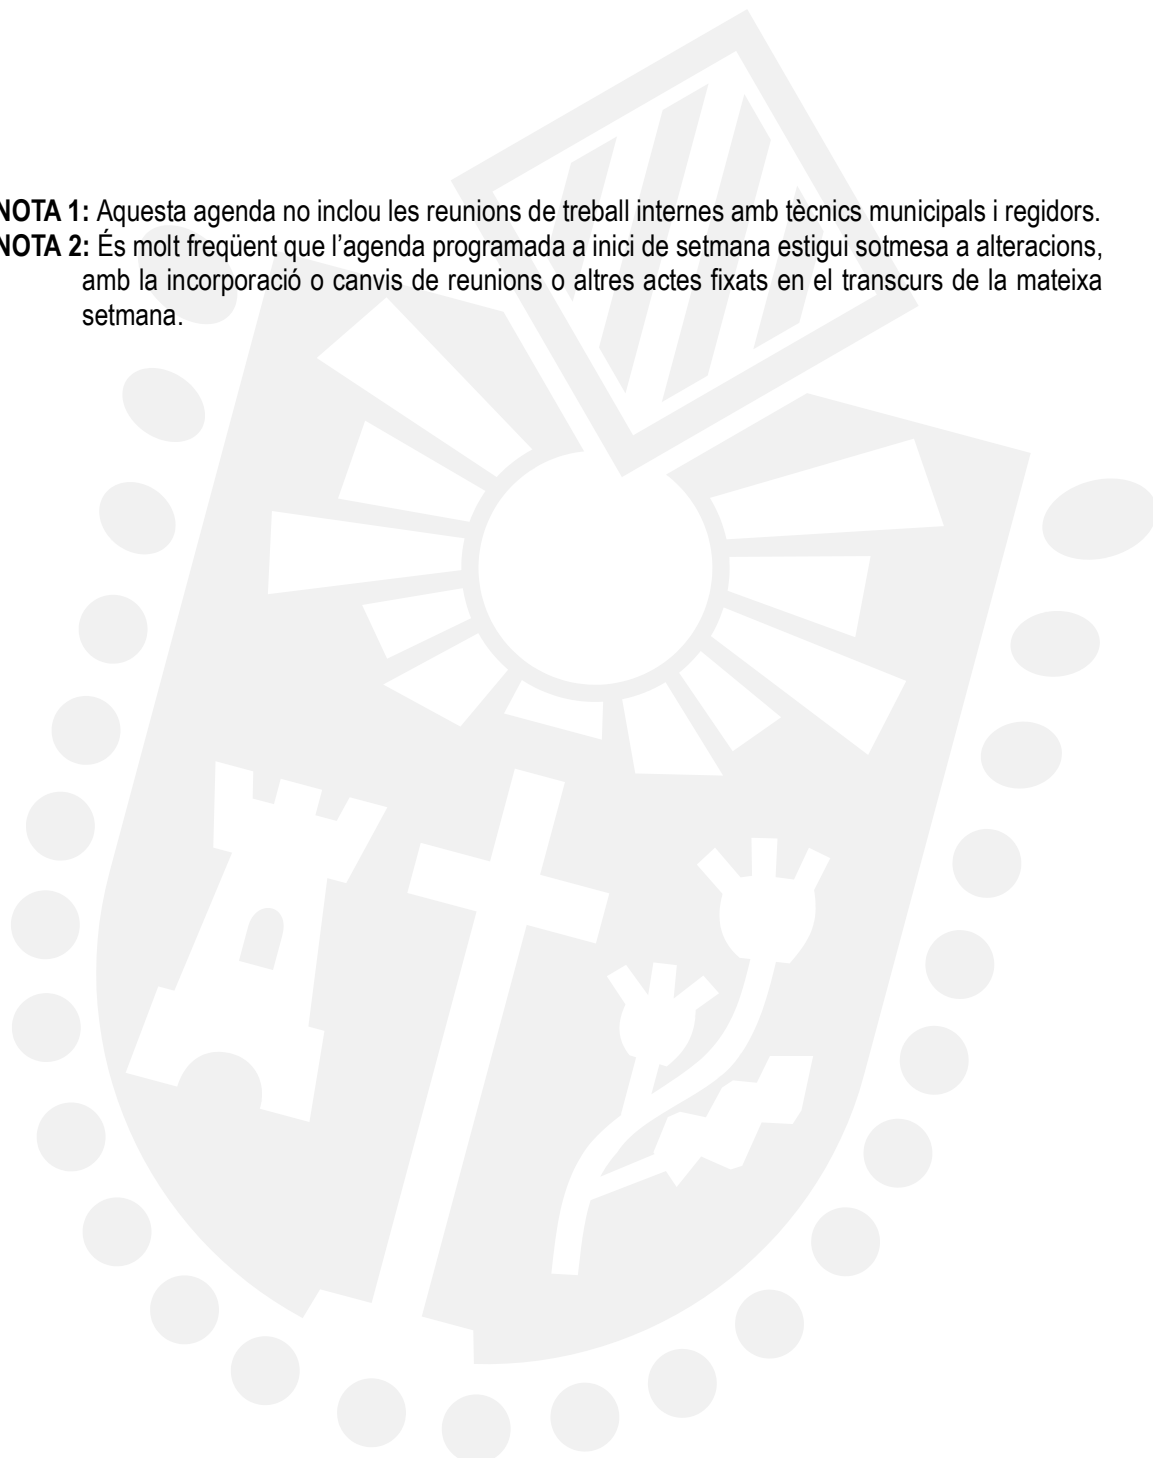 NOTA 1: Aquesta agenda no inclou les reunions de treball internes amb tècnics municipals i regidors.
NOTA 2: És molt freqüent que l’agenda programada a inici de setmana estigui sotmesa a alteracions,
amb la incorporació o canvis de reunions o altres actes fixats en el transcurs de la mateixa
setmana.